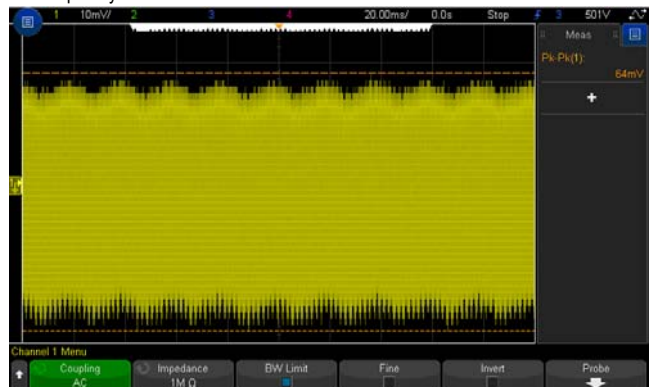 1 10mV/ 2 3 4 20.00ms/ 0.0s Stop 3 501V
Meas
Pk-Pk(1):
64mV
Channel 1 Menu
Coupling Impedance BW Limit Fine Invert Probe
AC 1M Ω